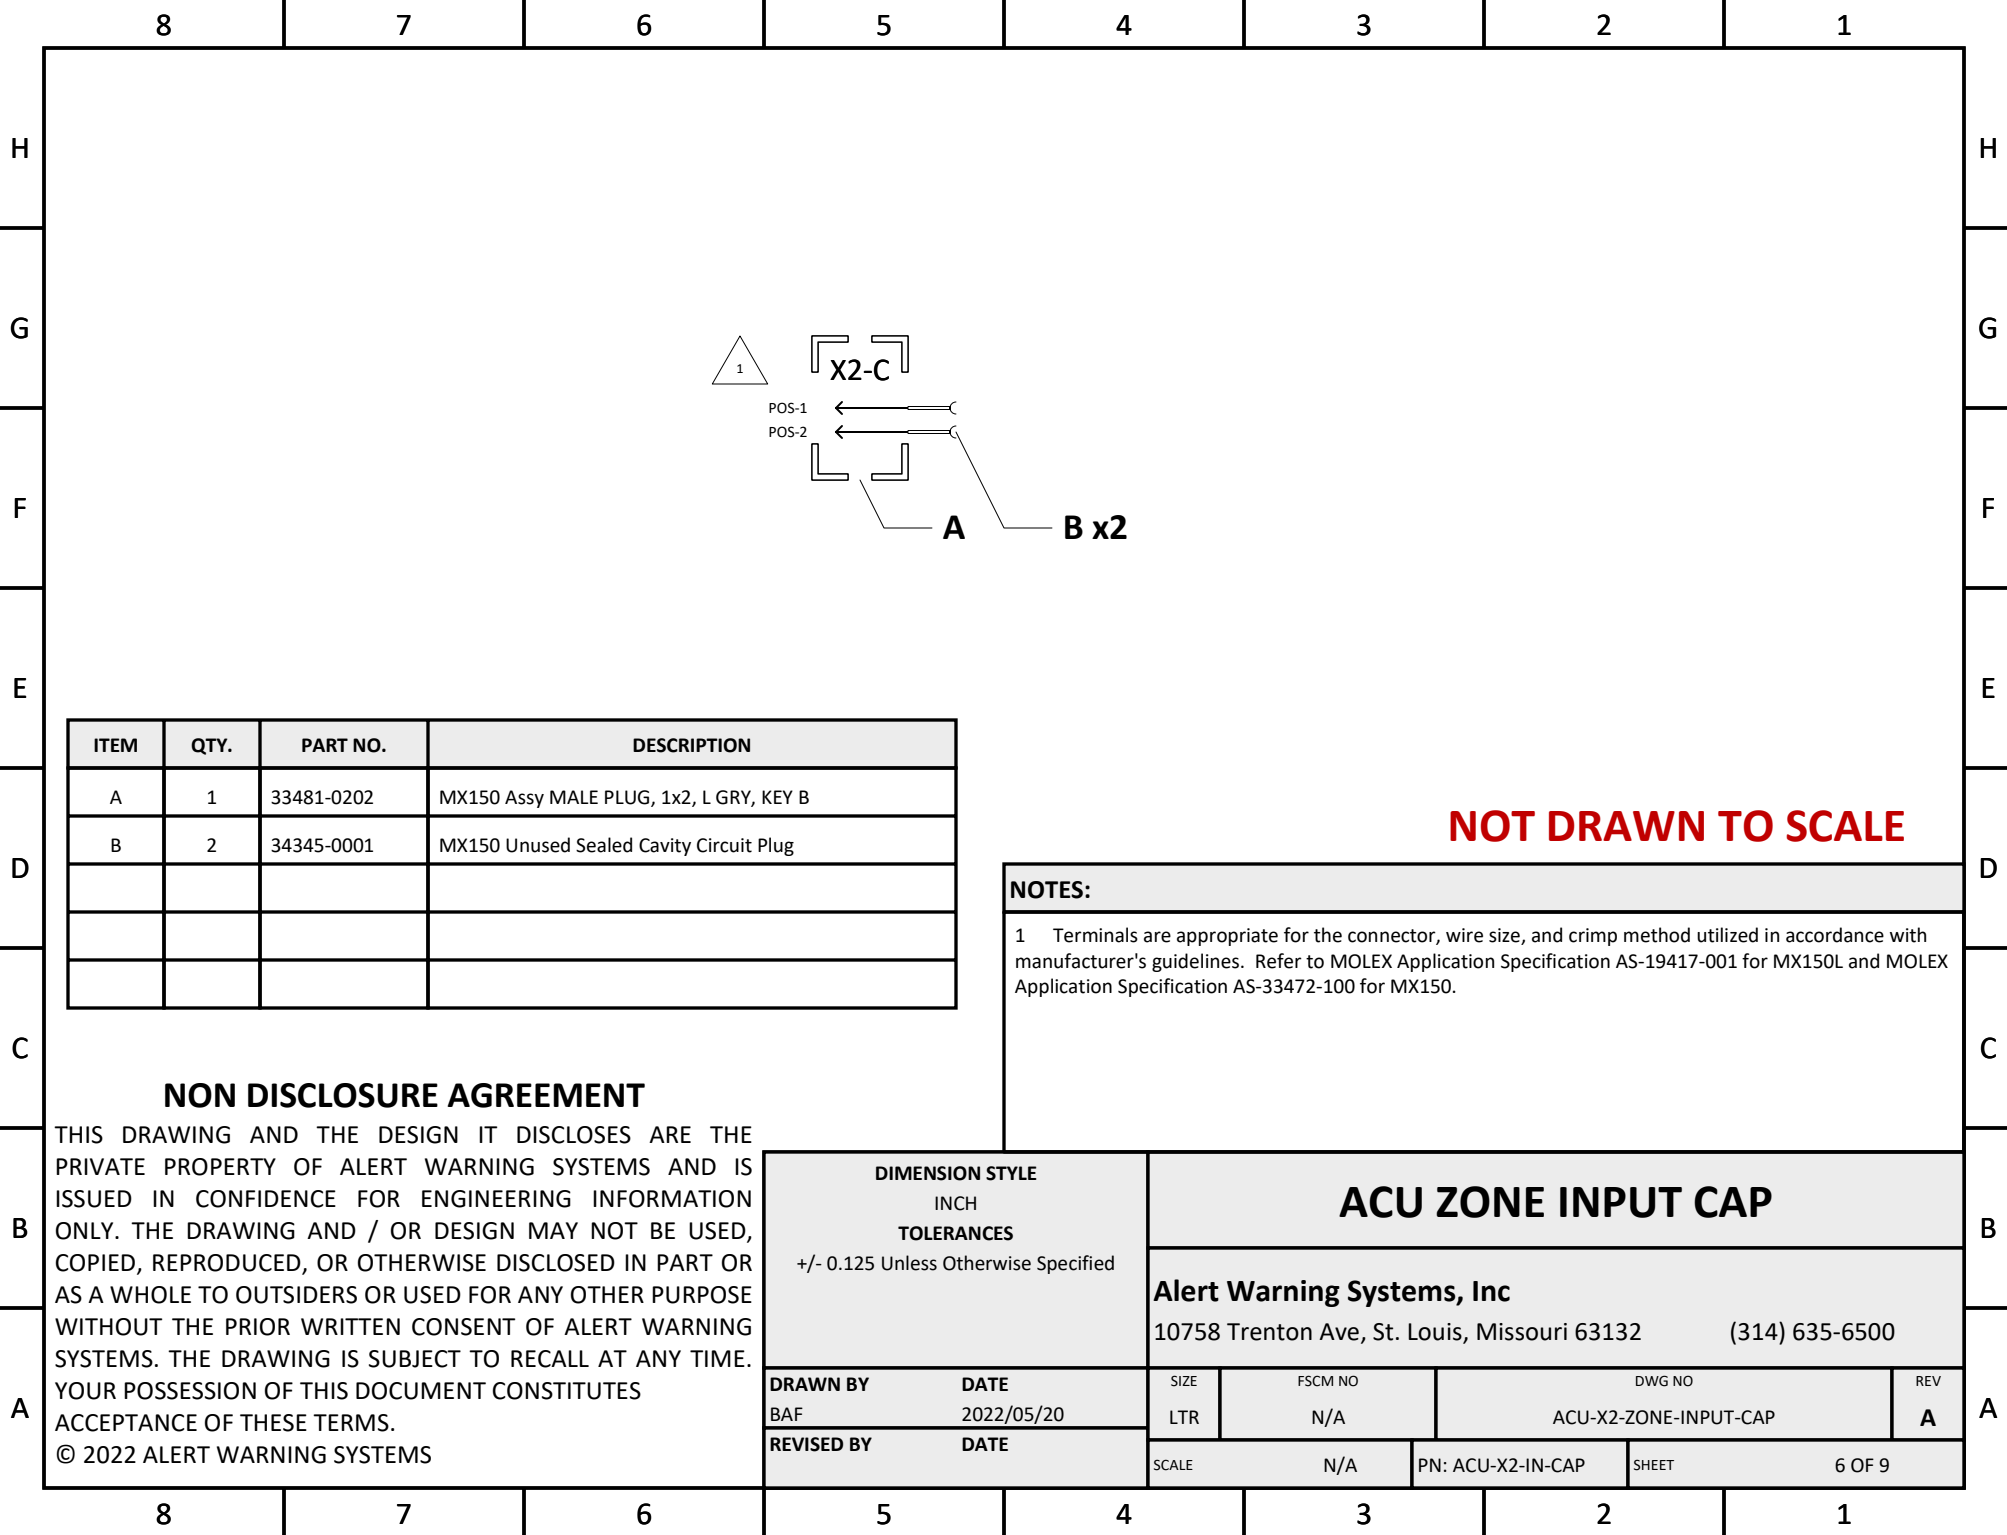 8 7 6 5 4 3 2 1
H H
G G
1
X2-C
POS-1
POS-2
F F
A B x2
E E
ITEM QTY. PART NO. DESCRIPTION
A 1 33481-0202 MX150 Assy MALE PLUG, 1x2, L GRY, KEY B
B 2 34345-0001 MX150 Unused Sealed Cavity Circuit Plug
NOT DRAWN TO SCALE
D D
NOTES:
1 Terminals are appropriate for the connector, wire size, and crimp method utilized in accordance with
manufacturer's guidelines. Refer to MOLEX Application Specification AS-19417-001 for MX150L and MOLEX
Application Specification AS-33472-100 for MX150.
C C
NON DISCLOSURE AGREEMENT
THIS DRAWING AND THE DESIGN IT DISCLOSES ARE THE
PRIVATE PROPERTY OF ALERT WARNING SYSTEMS AND IS
ISSUED IN CONFIDENCE FOR ENGINEERING INFORMATION
ONLY. THE DRAWING AND / OR DESIGN MAY NOT BE USED,
COPIED, REPRODUCED, OR OTHERWISE DISCLOSED IN PART OR
AS A WHOLE TO OUTSIDERS OR USED FOR ANY OTHER PURPOSE
WITHOUT THE PRIOR WRITTEN CONSENT OF ALERT WARNING
SYSTEMS. THE DRAWING IS SUBJECT TO RECALL AT ANY TIME.
YOUR POSSESSION OF THIS DOCUMENT CONSTITUTES
ACCEPTANCE OF THESE TERMS.
© 2022 ALERT WARNING SYSTEMS
B B
A A
DIMENSION STYLE
INCH
TOLERANCES
+/- 0.125 Unless Otherwise Specified
ACU ZONE INPUT CAP
Alert Warning Systems, Inc
10758 Trenton Ave, St. Louis, Missouri 63132 (314) 635-6500
DRAWN BY DATE
BAF 2022/05/20
REVISED BY DATE
SIZE FSCM NO DWG NO REV
LTR N/A ACU-X2-ZONE-INPUT-CAP A
SCALE N/A PN: ACU-X2-IN-CAP SHEET 6 OF 9
8 7 6 5 4 3 2 1